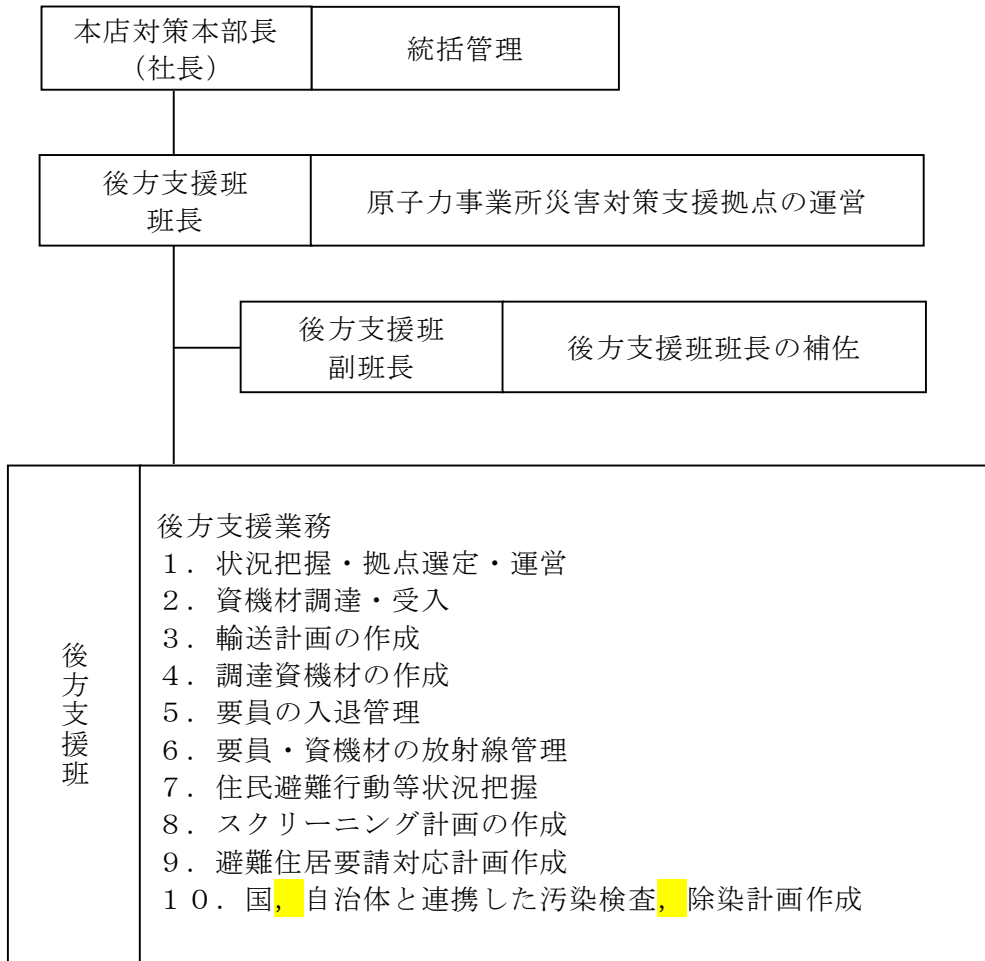 本店対策本部長
（社長）
統括管理
後方支援班
班長
原子力事業所災害対策支援拠点の運営
後方支援班
副班長
後方支援班班長の補佐
後方支援班
後方支援業務
１．状況把握・拠点選定・運営
２．資機材調達・受入
３．輸送計画の作成
４．調達資機材の作成
５．要員の入退管理
６．要員・資機材の放射線管理
７．住民避難行動等状況把握
８．スクリーニング計画の作成
９．避難住居要請対応計画作成
１０．国，自治体と連携した汚染検査，除染計画作成